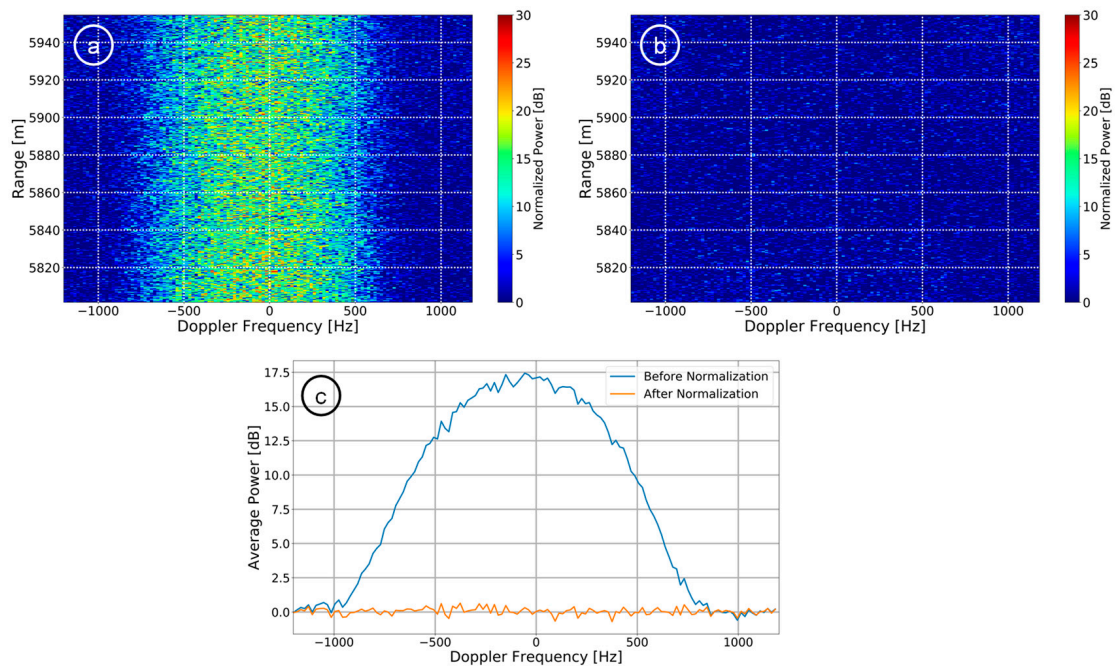 a
5940
5920
5900
5880
5860
5840
5820
Range [m]
−1000 −500 0 500 1000
Doppler Frequency [Hz]
30
25
20
15
10
5
0
Normalized Power [dB]
b
5940
5920
5900
5880
5860
5840
5820
Range [m]
−1000 −500 0 500 1000
Doppler Frequency [Hz]
30
25
20
15
10
5
0
Normalized Power [dB]
c
17.5
15.0
12.5
10.0
7.5
5.0
2.5
0.0
Average Power [dB]
Before Normalization
After Normalization
−1000 −500 0 500 1000
Doppler Frequency [Hz]